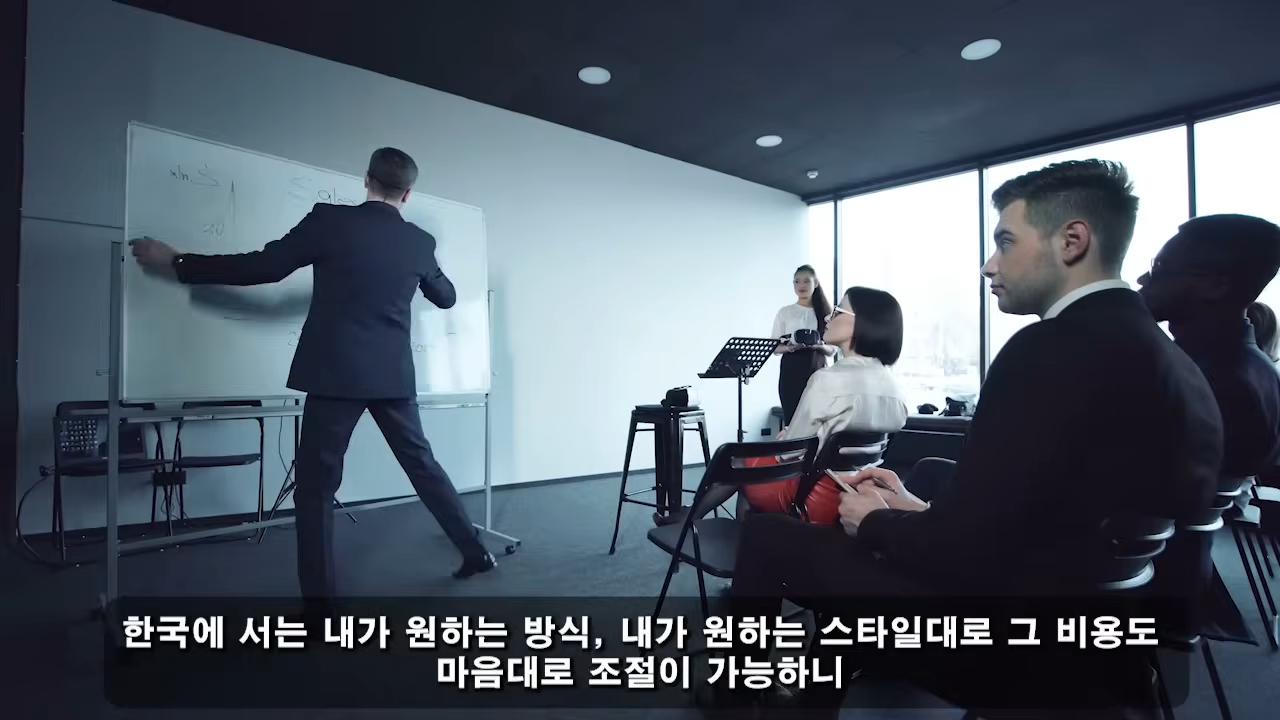 한국에 서는 내가 원하는 방식, 내가 원하는 스타일대로 그 비용도
마음대로 조절이 가능하니